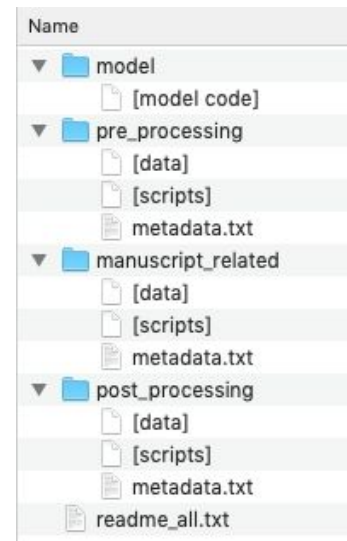 Name
model
[model code]
pre_processing
[data]
[scripts]
metadata.txt
manuscript_related
[data]
[scripts]
metadata.txt
post_processing
[data]
[scripts]
metadata.txt
readme_all.txt